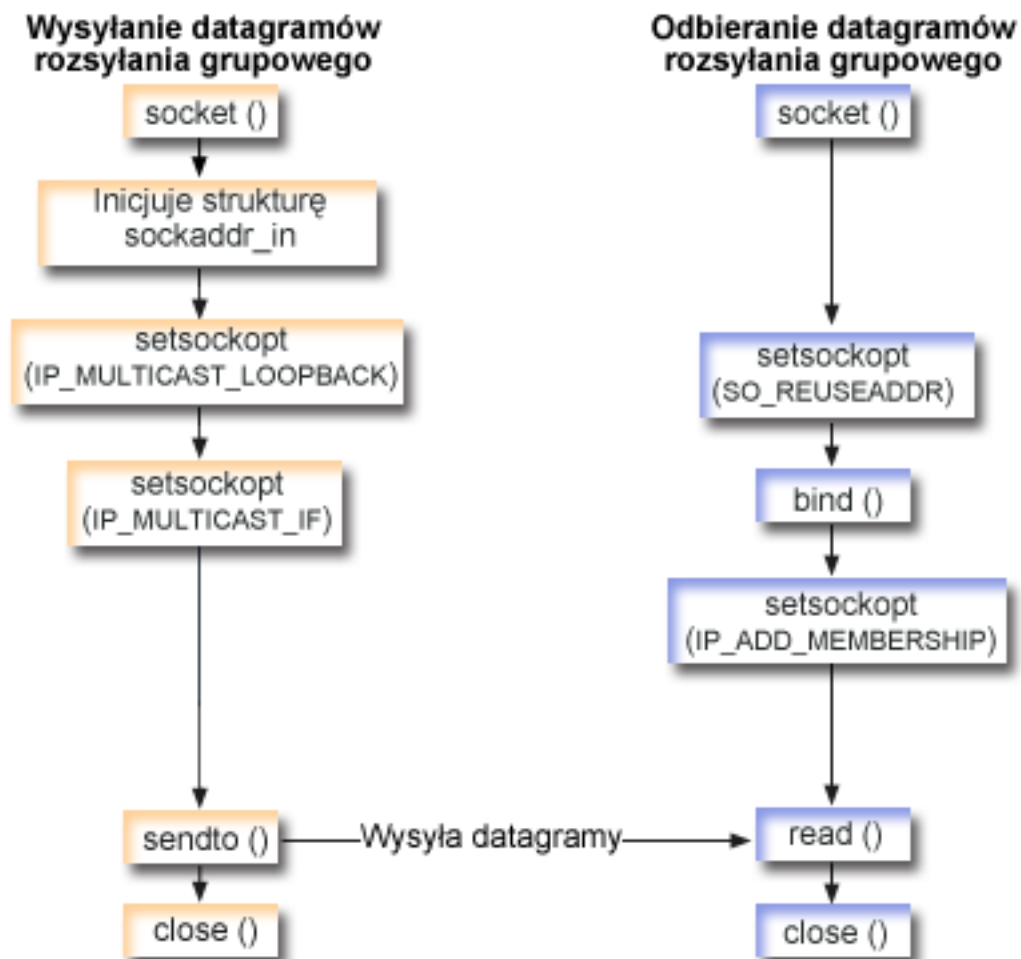 Wysyłanie datagramów
rozsyłania grupowego
socket ()
Inicjuje strukturę
sockaddr_in
setsockopt
(IP_MULTICAST_LOOPBACK)
setsockopt
(IP_MULTICAST_IF)
sendto ()
close ()
Wysyła datagramy
Odbieranie datagramów
rozsyłania grupowego
socket ()
setsockopt
(SO_REUSEADDR)
bind ()
setsockopt
(IP_ADD_MEMBERSHIP)
read ()
close ()